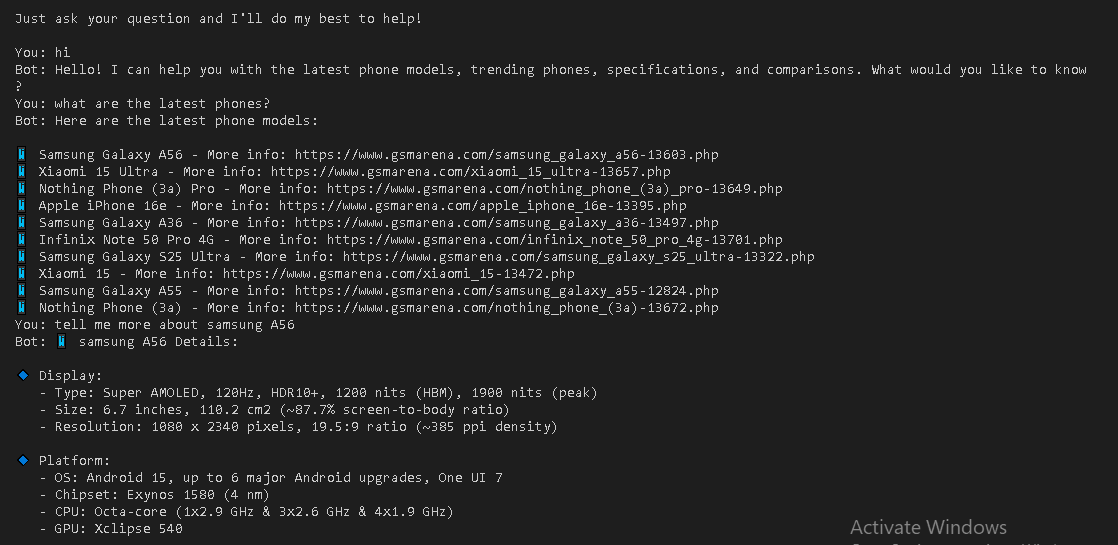 Just ask your question and I'll do my best to help!
You: hi
Bot: Hello! I can help you with the latest phone models, trending phones, specifications, and comparisons. What would you like to know
?
You: what are the latest phones?
Bot: Here are the latest phone models:
Samsung Galaxy A56 - More info: https://www.gsmarena.com/samsung_galaxy_a56-13603.php
Xiaomi 15 Ultra - More info: https://www.gsmarena.com/xiaomi_15_ultra-13657.php
Nothing Phone (3a) Pro - More info: https://www.gsmarena.com/nothing_phone_(3a)_pro-13649.php
Apple iPhone 16e - More info: https://www.gsmarena.com/apple_iphone_16e-13395.php
Samsung Galaxy A36 - More info: https://www.gsmarena.com/samsung_galaxy_a36-13497.php
Infinix Note 50 Pro 4G - More info: https://www.gsmarena.com/infinix_note_50_pro_4g-13701.php
Samsung Galaxy S25 Ultra - More info: https://www.gsmarena.com/samsung_galaxy_s25_ultra-13322.php
Xiaomi 15 - More info: https://www.gsmarena.com/xiaomi_15-13472.php
Samsung Galaxy A55 - More info: https://www.gsmarena.com/samsung_galaxy_a55-12824.php
Nothing Phone (3a) - More info: https://www.gsmarena.com/nothing_phone_(3a)-13672.php
You: tell me more about samsung A56
Bot: samsung A56 Details:
Display:
- Type: Super AMOLED, 120Hz, HDR10+, 1200 nits (HBM), 1900 nits (peak)
- Size: 6.7 inches, 110.2 cm2 (~87.7% screen-to-body ratio)
- Resolution: 1080 x 2340 pixels, 19.5:9 ratio (~385 ppi density)
Platform:
- OS: Android 15, up to 6 major Android upgrades, One UI 7
- Chipset: Exynos 1580 (4 nm)
- CPU: Octa-core (1x2.9 GHz & 3x2.6 GHz & 4x1.9 GHz)
- GPU: Xclipse 540
Activate Windows